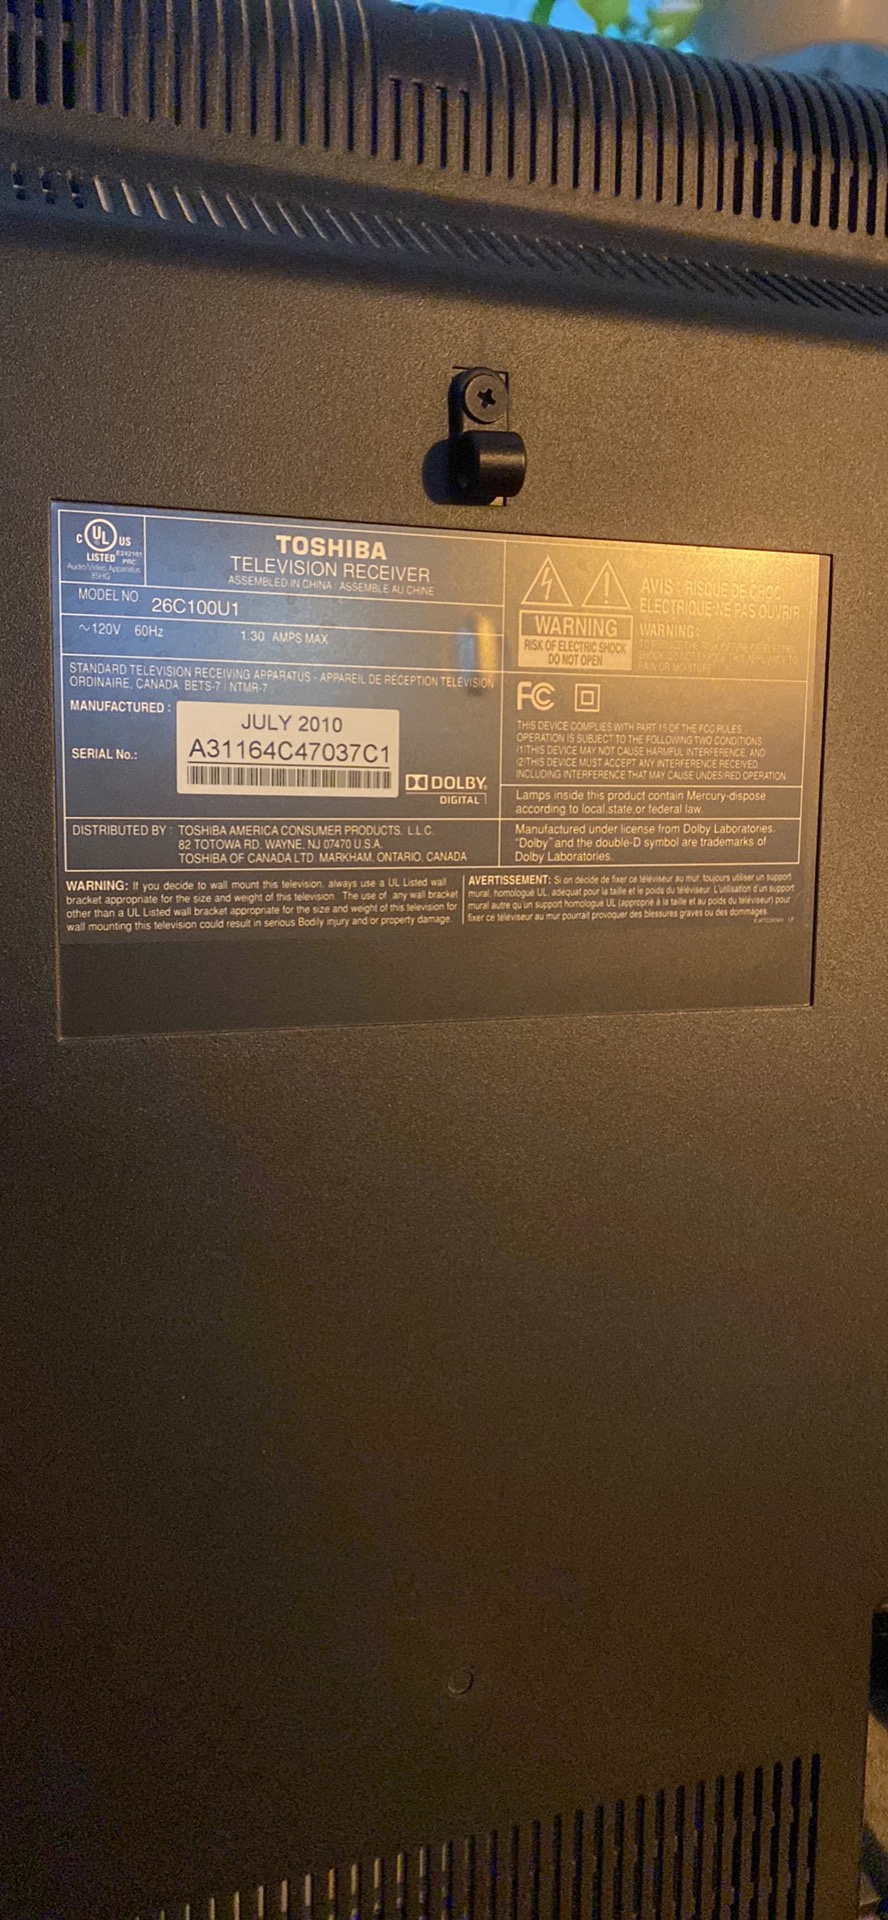 c UL US
LISTED E242101
PRC
Audio/Video Apparatus
85HG
TOSHIBA
TELEVISION RECEIVER
ASSEMBLED IN CHINA / ASSEMBLÉ AU CHINE
MODEL NO. 26C100U1
~120V 60Hz 1.30 AMPS MAX
STANDARD TELEVISION RECEIVING APPARATUS - APPAREIL DE RÉCEPTION TÉLÉVISION
ORDINAIRE, CANADA BETS-7 / NTMR-7
MANUFACTURED : JULY 2010
SERIAL No.: A31164C47037C1
DOLBY
DIGITAL
DISTRIBUTED BY : TOSHIBA AMERICA CONSUMER PRODUCTS, L.L.C.
82 TOTOWA RD, WAYNE, NJ 07470 U.S.A.
TOSHIBA OF CANADA LTD. MARKHAM, ONTARIO, CANADA
WARNING
RISK OF ELECTRIC SHOCK
DO NOT OPEN
AVIS: RISQUE DE CHOC
ÉLECTRIQUE NE PAS OUVRIR
WARNING:
RAIN OR MOISTURE
FC
THIS DEVICE COMPLIES WITH PART 15 OF THE FCC RULES
OPERATION IS SUBJECT TO THE FOLLOWING TWO CONDITIONS
(1)THIS DEVICE MAY NOT CAUSE HARMFUL INTERFERENCE, AND
(2)THIS DEVICE MUST ACCEPT ANY INTERFERENCE RECEIVED,
INCLUDING INTERFERENCE THAT MAY CAUSE UNDESIRED OPERATION.
Lamps inside this product contain Mercury-dispose
according to local,state,or federal law.
Manufactured under license from Dolby Laboratories.
"Dolby" and the double-D symbol are trademarks of
Dolby Laboratories.
WARNING: If you decide to wall mount this television, always use a UL Listed wall
bracket appropriate for the size and weight of this television. The use of any wall bracket
other than a UL Listed wall bracket appropriate for the size and weight of this television for
wall mounting this television could result in serious Bodily injury and or property damage.
AVERTISSEMENT: Si on décide de fixer ce téléviseur au mur, toujours utiliser un support
mural, homologué UL, adéquat pour la taille et le poids du téléviseur. L'utilisation d'un support
mural autre qu'un support homologué UL (approprié à la taille et au poids du téléviseur) pour
fixer ce téléviseur au mur pourrait provoquer des blessures graves ou des dommages.